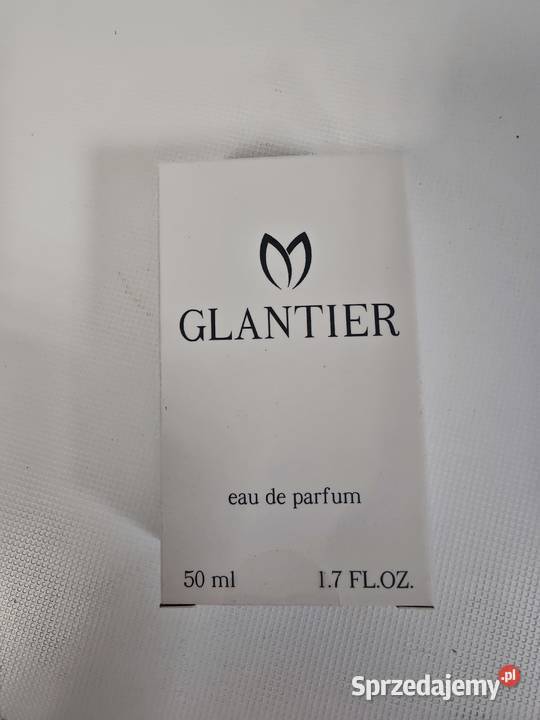 GLANTIER
eau de parfum
50 ml 1.7 FL.OZ.
Sprzedajemy.pl